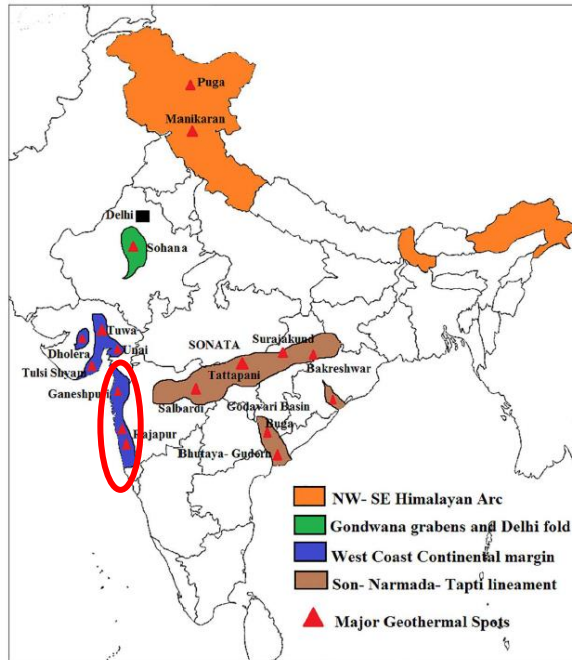 Puga
Manikaran
Delhi
Sohana
Tuwa
Dholera
Unai
Tulsi Shyam
Ganeshpuri
Rajapur
SONATA
Surajakund
Tattapani
Bakreshwar
Salbardi
Godavari Basin
Buga
Bhutaya- Gudem
NW- SE Himalayan Arc
Gondwana grabens and Delhi fold
West Coast Continental margin
Son- Narmada- Tapti lineament
Major Geothermal Spots